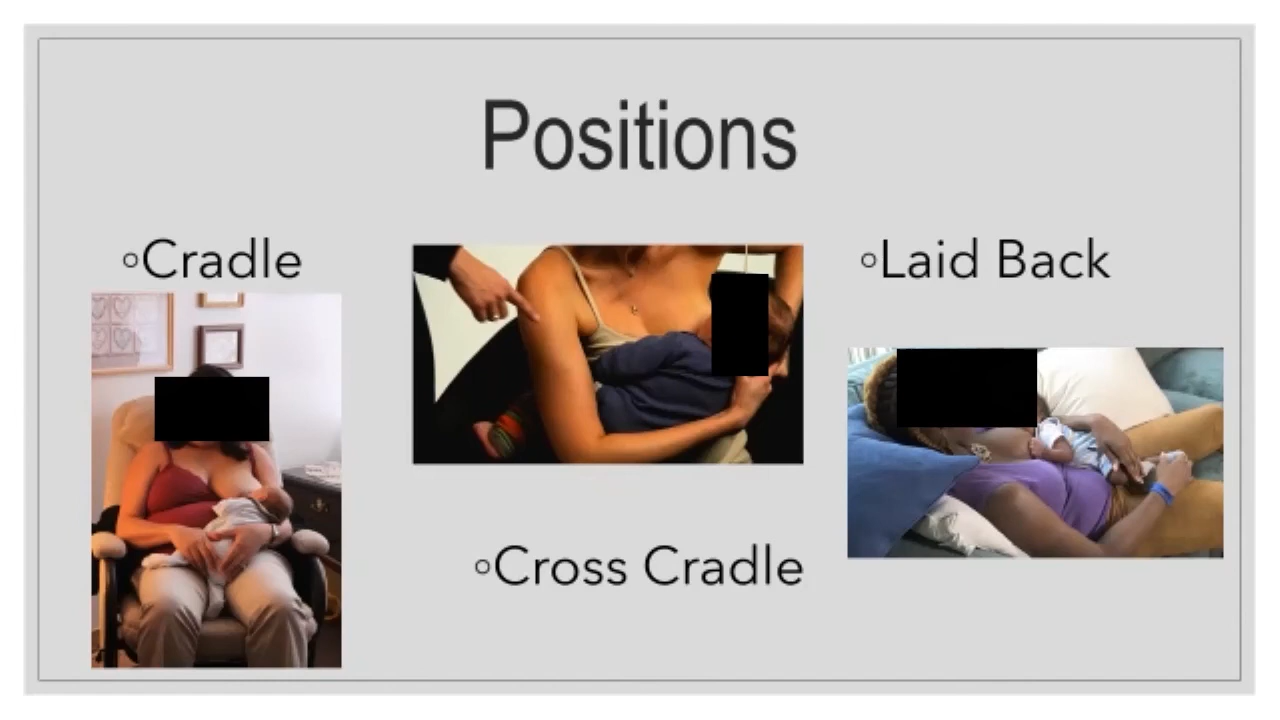 Positions
◦Cradle
◦Laid Back
◦Cross Cradle